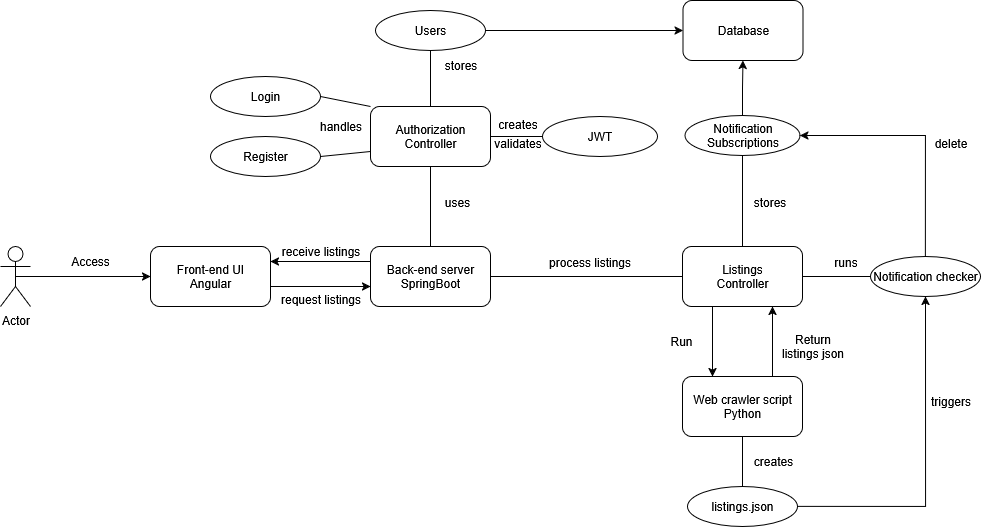 Users
Database
stores
Login
handles
Authorization
Controller
creates
validates
JWT
Notification
Subscriptions
Register
delete
uses
stores
Access
Front-end UI
Angular
receive listings
request listings
Back-end server
SpringBoot
process listings
Listings
Controller
runs
Notification checker
Actor
Run
Return
listings json
Web crawler script
Python
triggers
creates
listings.json